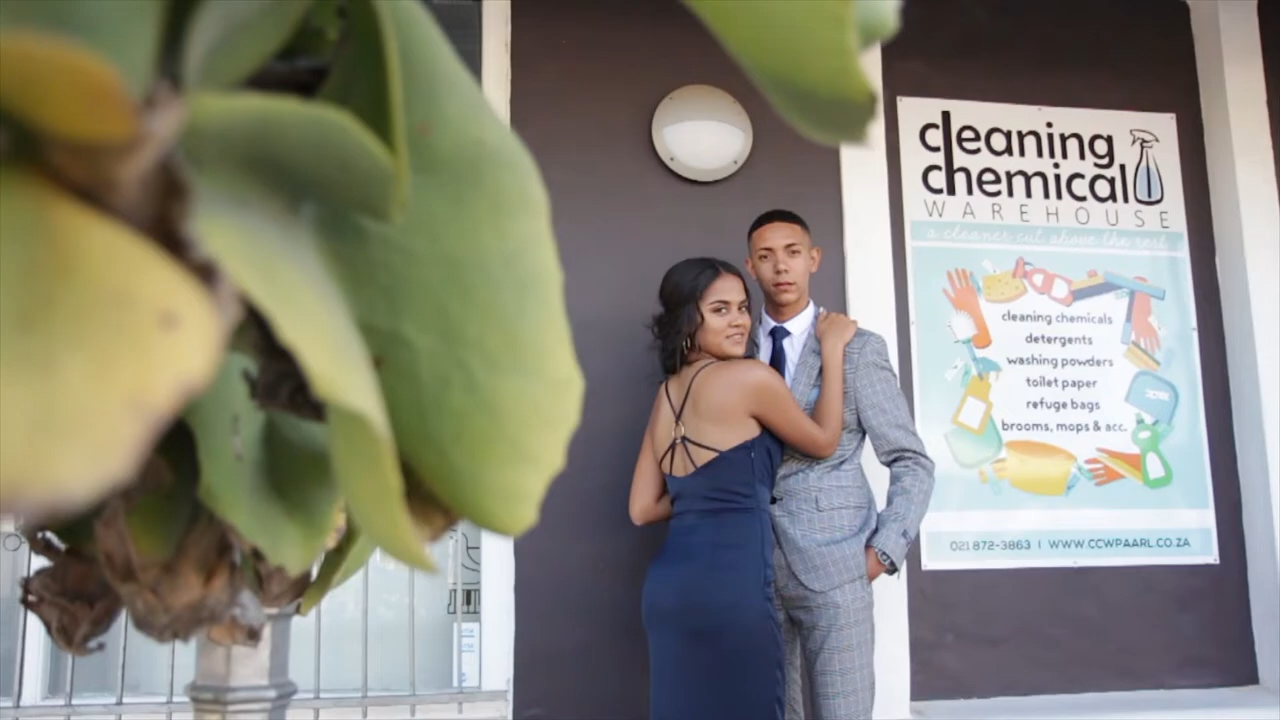 cleaning
chemical
WAREHOUSE
a cleaner cut above the rest
cleaning chemicals
detergents
washing powders
toilet paper
refuge bags
brooms, mops & acc.
021 872-3863 | WWW.CCWPAARL.CO.ZA